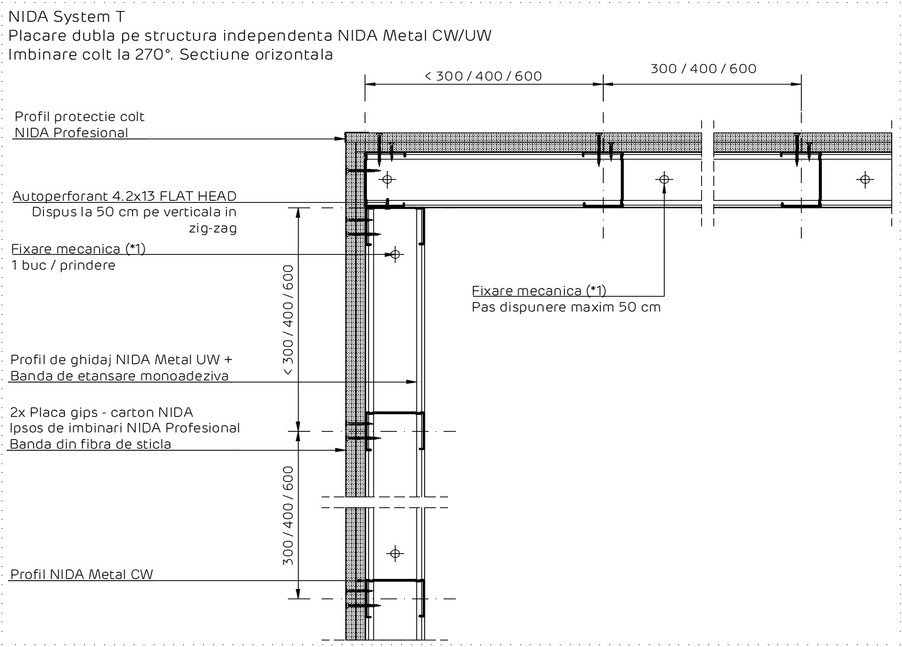 NIDA System T
Placare dubla pe structura independenta NIDA Metal CW/UW
Imbinare colt la 270°. Sectiune orizontala
< 300 / 400 / 600
300 / 400 / 600
Profil protectie colt
NIDA Profesional
Autoperforant 4.2x13 FLAT HEAD
Dispus la 50 cm pe verticala in
zig-zag
Fixare mecanica (*1)
1 buc / prindere
< 300 / 400 / 600
Fixare mecanica (*1)
Pas dispunere maxim 50 cm
Profil de ghidaj NIDA Metal UW +
Banda de etansare monoadeziva
2x Placa gips - carton NIDA
Ipsos de imbinari NIDA Profesional
Banda din fibra de sticla
300 / 400 / 600
Profil NIDA Metal CW